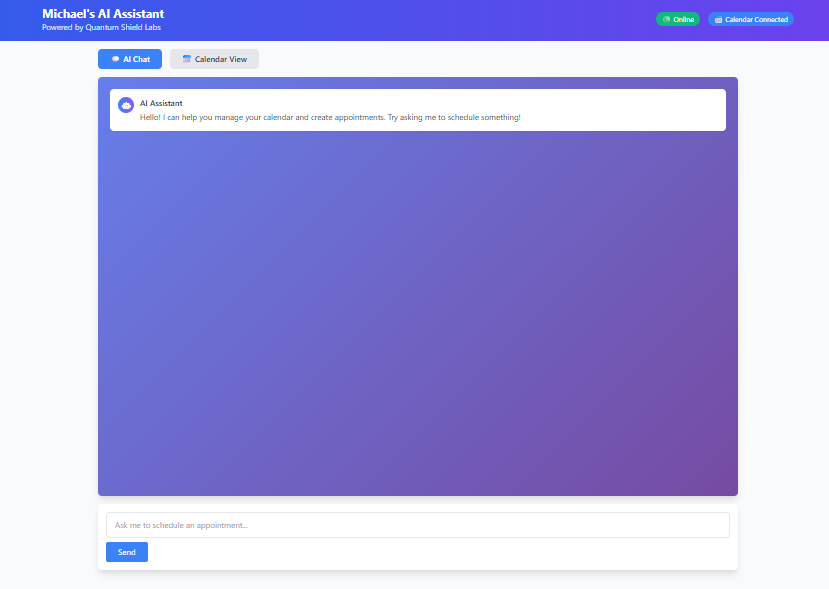 Michael's AI Assistant
Powered by Quantum Shield Labs
Online
Calendar Connected
AI Chat
Calendar View
AI Assistant
Hello! I can help you manage your calendar and create appointments. Try asking me to schedule something!
Ask me to schedule an appointment...
Send